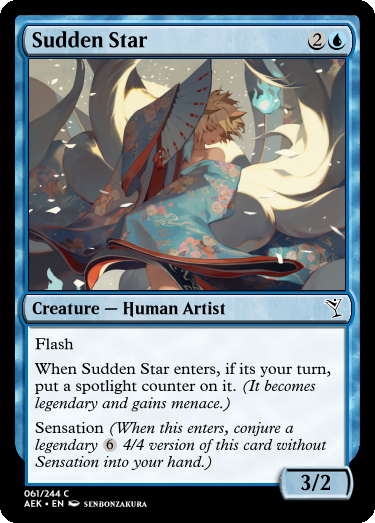 Sudden Star 2
Creature — Human Artist
Flash
When Sudden Star enters, if its your turn,
put a spotlight counter on it. (It becomes
legendary and gains menace.)
Sensation (When this enters, conjure a
legendary 6 4/4 version of this card without
Sensation into your hand.)
3/2
061/244 C
AEK • EN SENBONZAKURA